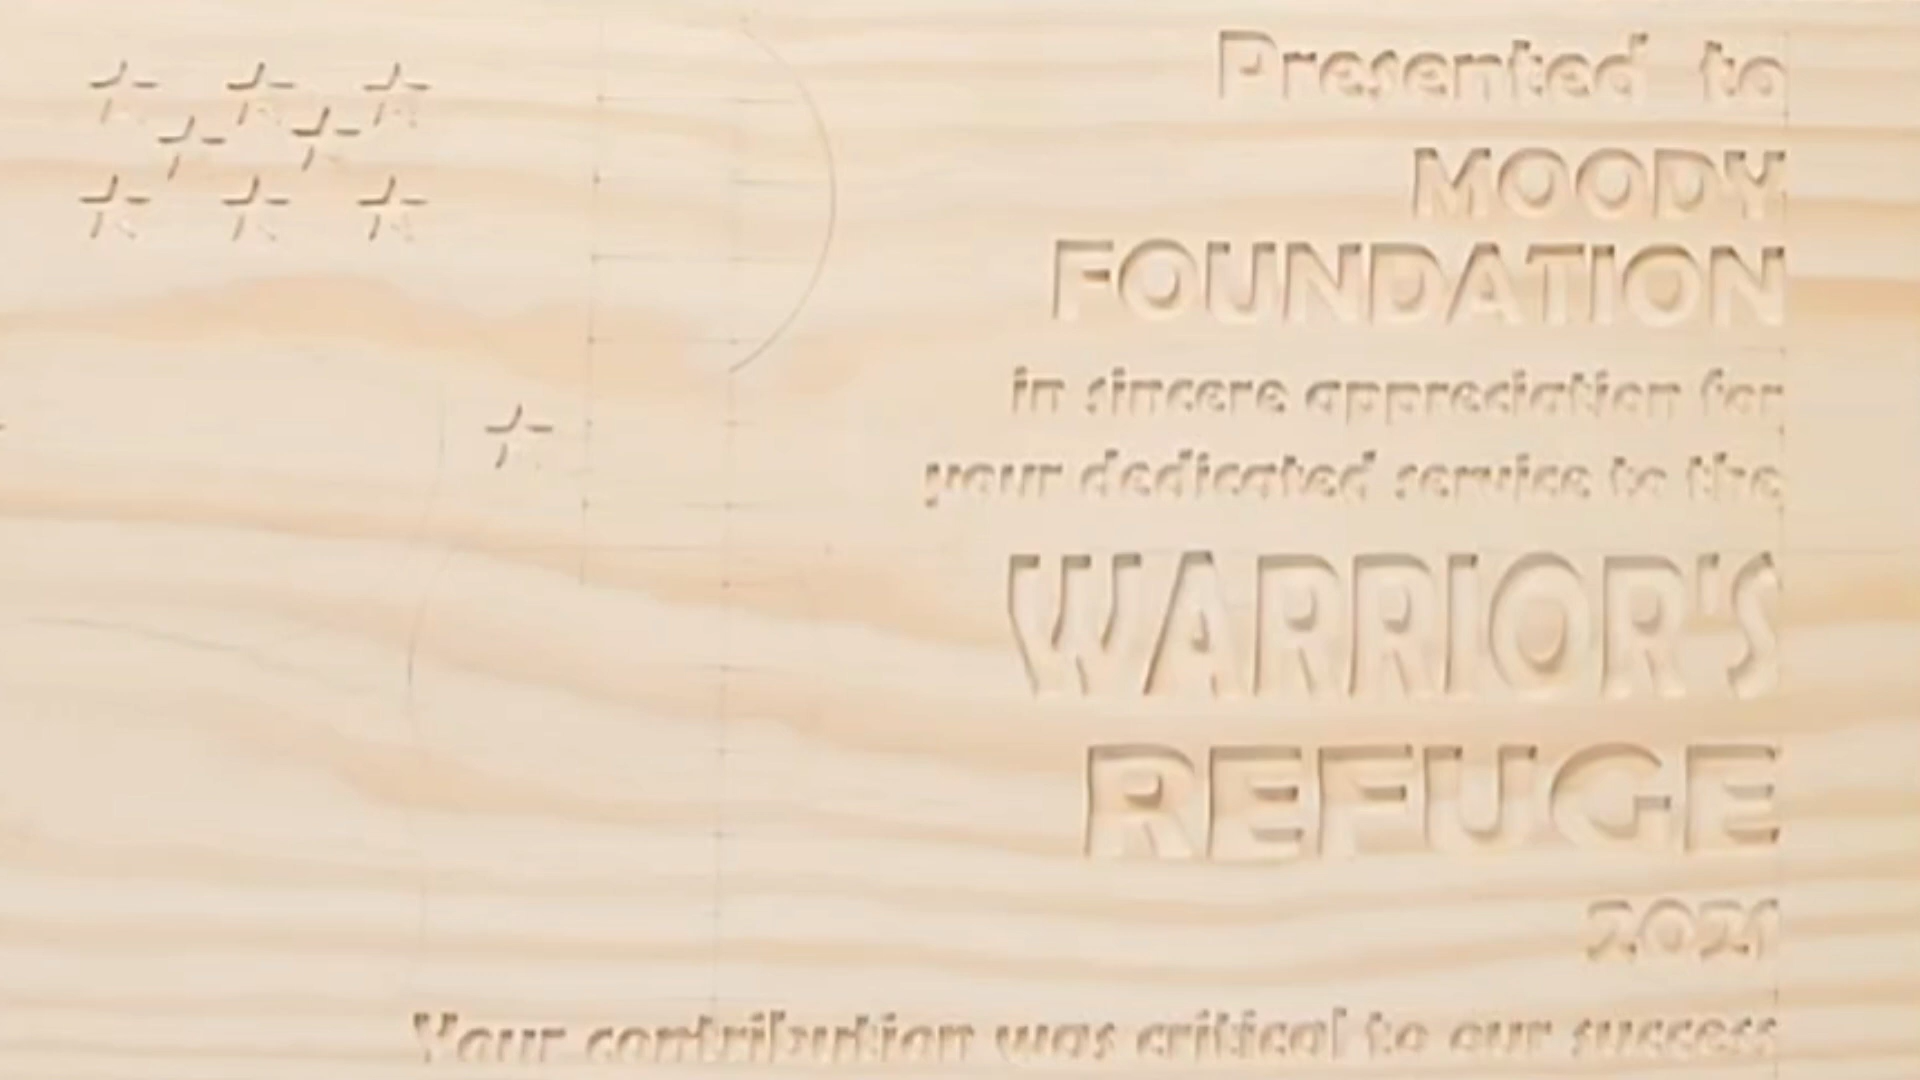 Presented to
MOODY
FOUNDATION
in sincere appreciation for
your dedicated service to the
WARRIOR'S
REFUGE
2021
Your contribution was critical to our success